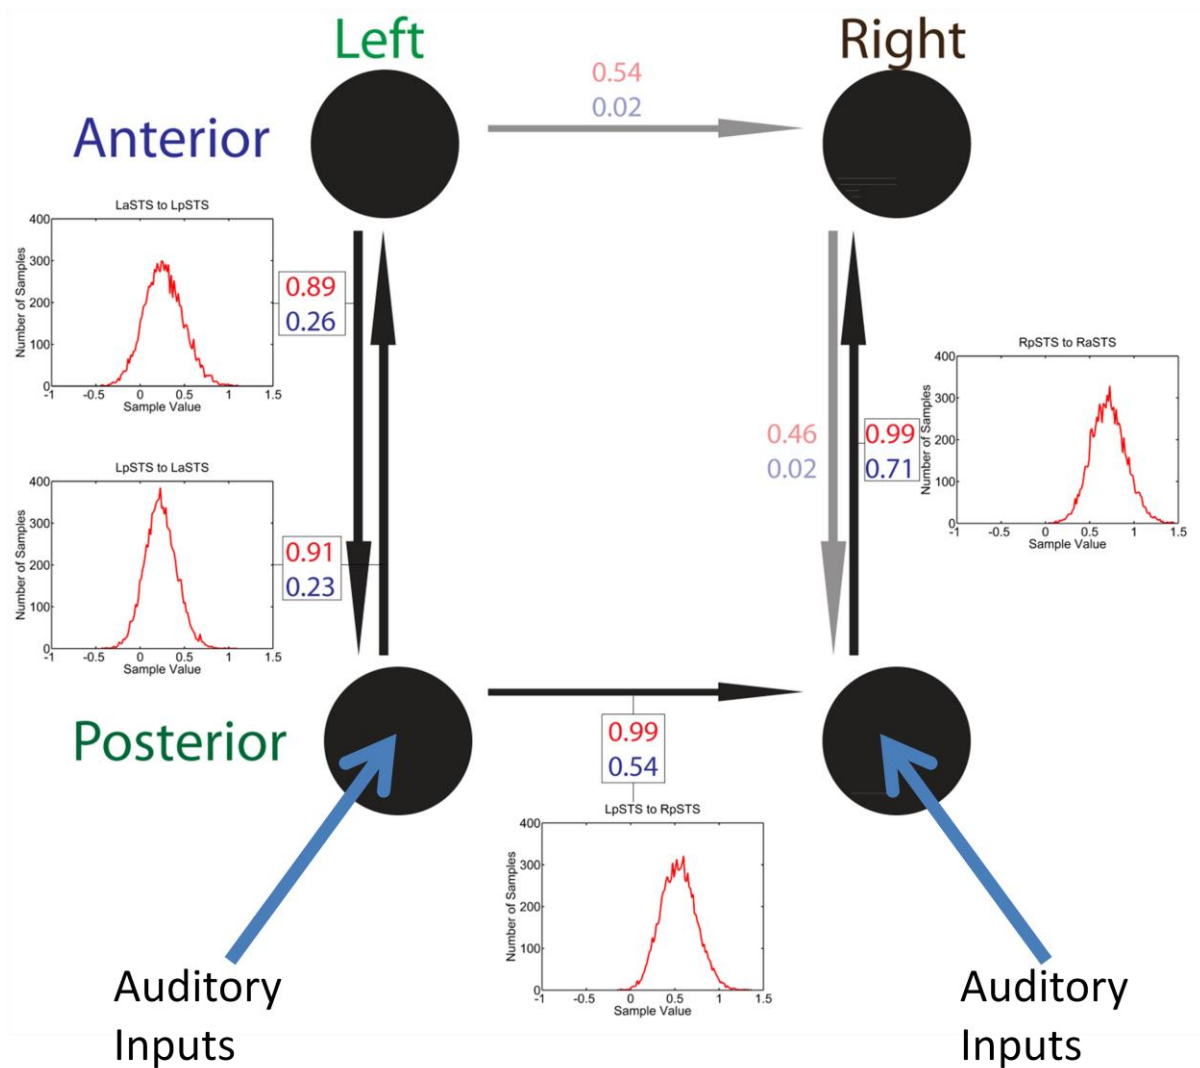 Left
Right
0.54
0.02
Anterior
LaSTS to LpSTS
400
300
200
100
0
-1 -0.5 0 0.5 1 1.5
Number of Samples
Sample Value
0.89
0.26
LpSTS to LaSTS
400
300
200
100
0
-1 -0.5 0 0.5 1 1.5
Number of Samples
Sample Value
0.91
0.23
0.46
0.02
0.99
0.71
RpSTS to RaSTS
400
300
200
100
0
-1 -0.5 0 0.5 1 1.5
Number of Samples
Sample Value
Posterior
0.99
0.54
LpSTS to RpSTS
400
300
200
100
0
-1 -0.5 0 0.5 1 1.5
Number of Samples
Sample Value
Auditory
Inputs
Auditory
Inputs